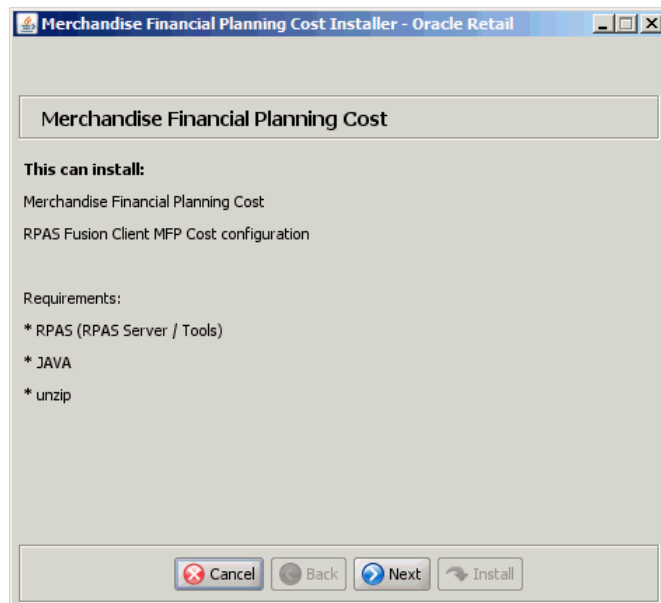 Merchandise Financial Planning Cost Installer - Oracle Retail
Merchandise Financial Planning Cost
This can install:
Merchandise Financial Planning Cost
RPAS Fusion Client MFP Cost configuration
Requirements:
* RPAS (RPAS Server / Tools)
* JAVA
* unzip
Cancel Back Next Install